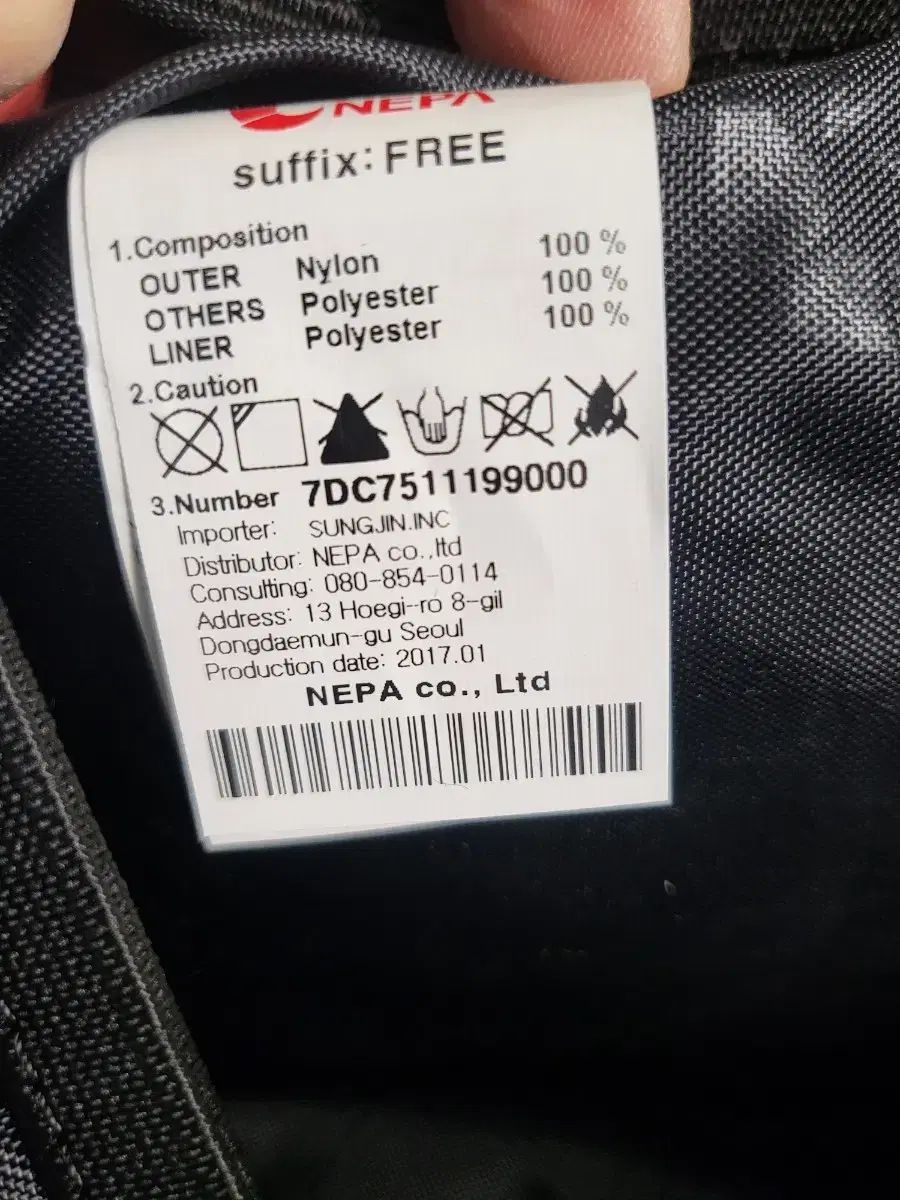 NEPA
suffix: FREE
1.Composition
OUTER Nylon 100 %
OTHERS Polyester 100 %
LINER Polyester 100 %
2.Caution
3.Number 7DC7511199000
Importer: SUNGJIN.INC
Distributor: NEPA co.,ltd
Consulting: 080-854-0114
Address: 13 Hoegi-ro 8-gil
Dongdaemun-gu Seoul
Production date: 2017.01
NEPA co., Ltd